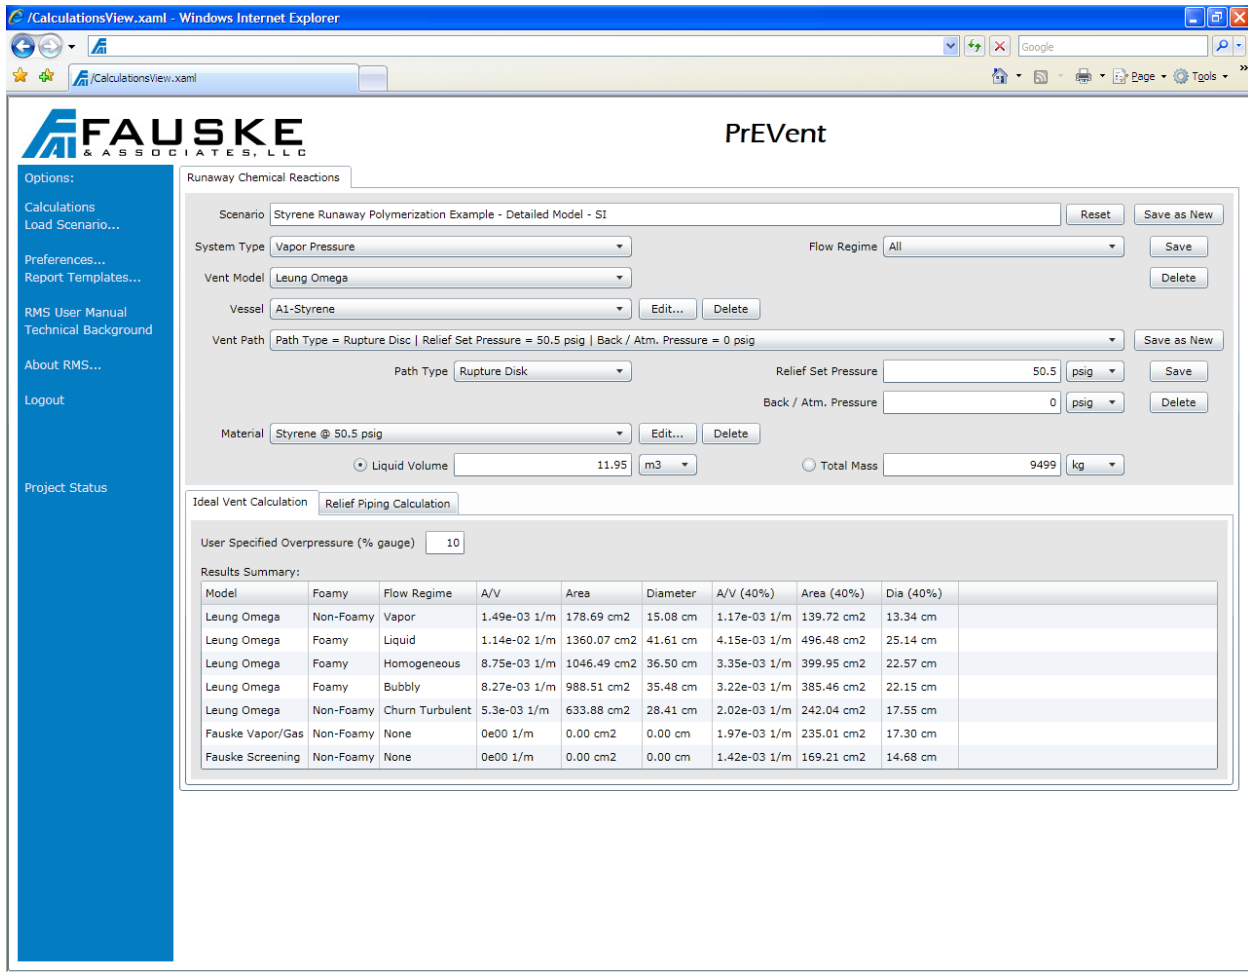 /CalculationsView.xaml - Windows Internet Explorer
Google
/CalculationsView.xaml
Page
Tools
FAUSKE
& ASSOCIATES, LLC
PrEVent
Options:
Calculations
Load Scenario...
Preferences...
Report Templates...
RMS User Manual
Technical Background
About RMS...
Logout
Project Status
Runaway Chemical Reactions
Scenario Styrene Runaway Polymerization Example - Detailed Model - SI Reset Save as New
System Type Vapor Pressure Flow Regime All Save
Vent Model Leung Omega Delete
Vessel A1-Styrene Edit... Delete
Vent Path Path Type = Rupture Disc | Relief Set Pressure = 50.5 psig | Back / Atm. Pressure = 0 psig Save as New
Path Type Rupture Disk Relief Set Pressure 50.5 psig Save
Back / Atm. Pressure 0 psig Delete
Material Styrene @ 50.5 psig Edit... Delete
Liquid Volume 11.95 m3 Total Mass 9499 kg
Ideal Vent Calculation Relief Piping Calculation
User Specified Overpressure (% gauge) 10
Results Summary:
Model Foamy Flow Regime A/V Area Diameter A/V (40%) Area (40%) Dia (40%)
Leung Omega Non-Foamy Vapor 1.49e-03 1/m 178.69 cm2 15.08 cm 1.17e-03 1/m 139.72 cm2 13.34 cm
Leung Omega Foamy Liquid 1.14e-02 1/m 1360.07 cm2 41.61 cm 4.15e-03 1/m 496.48 cm2 25.14 cm
Leung Omega Foamy Homogeneous 8.75e-03 1/m 1046.49 cm2 36.50 cm 3.35e-03 1/m 399.95 cm2 22.57 cm
Leung Omega Foamy Bubbly 8.27e-03 1/m 988.51 cm2 35.48 cm 3.22e-03 1/m 385.46 cm2 22.15 cm
Leung Omega Non-Foamy Churn Turbulent 5.3e-03 1/m 633.88 cm2 28.41 cm 2.02e-03 1/m 242.04 cm2 17.55 cm
Fauske Vapor/Gas Non-Foamy None 0e00 1/m 0.00 cm2 0.00 cm 1.97e-03 1/m 235.01 cm2 17.30 cm
Fauske Screening Non-Foamy None 0e00 1/m 0.00 cm2 0.00 cm 1.42e-03 1/m 169.21 cm2 14.68 cm